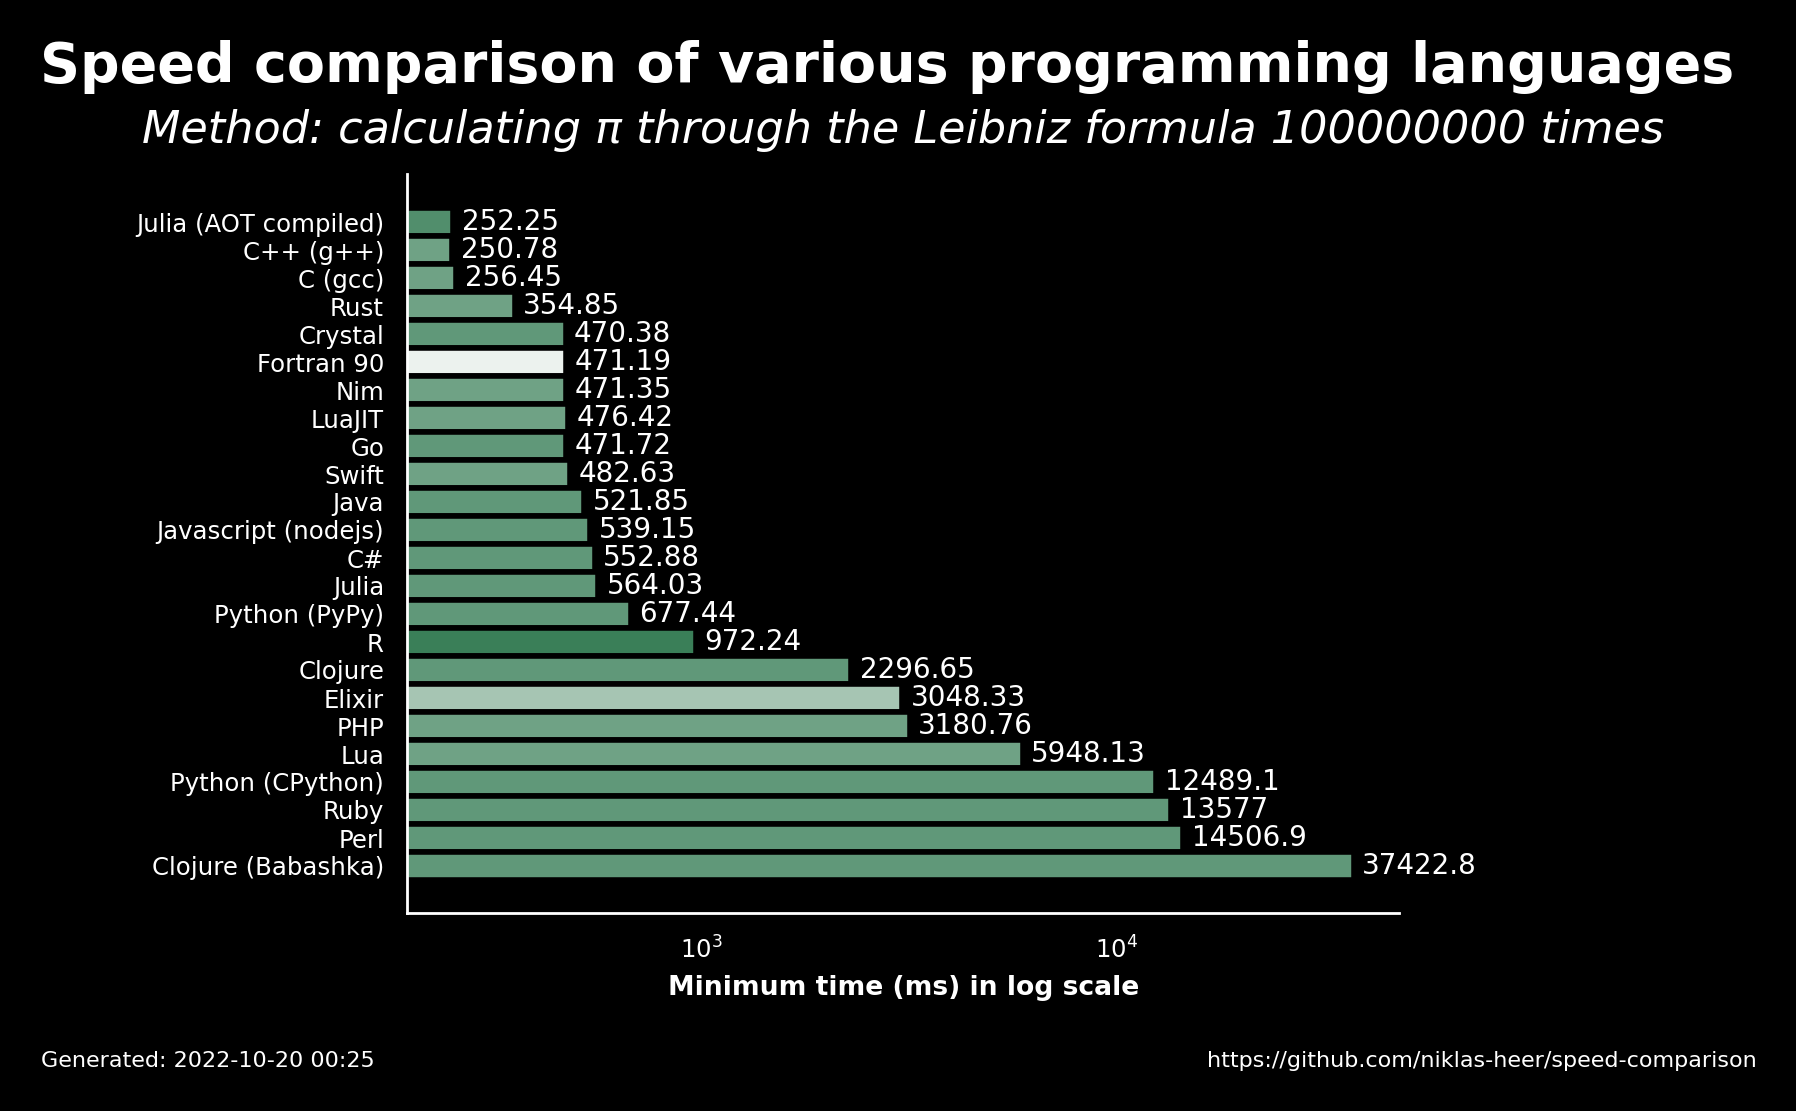 Speed comparison of various programming languages
Method: calculating π through the Leibniz formula 100000000 times
Julia (AOT compiled) 252.25
C++ (g++) 250.78
C (gcc) 256.45
Rust 354.85
Crystal 470.38
Fortran 90 471.19
Nim 471.35
LuaJIT 476.42
Go 471.72
Swift 482.63
Java 521.85
Javascript (nodejs) 539.15
C# 552.88
Julia 564.03
Python (PyPy) 677.44
R 972.24
Clojure 2296.65
Elixir 3048.33
PHP 3180.76
Lua 5948.13
Python (CPython) 12489.1
Ruby 13577
Perl 14506.9
Clojure (Babashka) 37422.8
10³ 10⁴
Minimum time (ms) in log scale
Generated: 2022-10-20 00:25 https://github.com/niklas-heer/speed-comparison